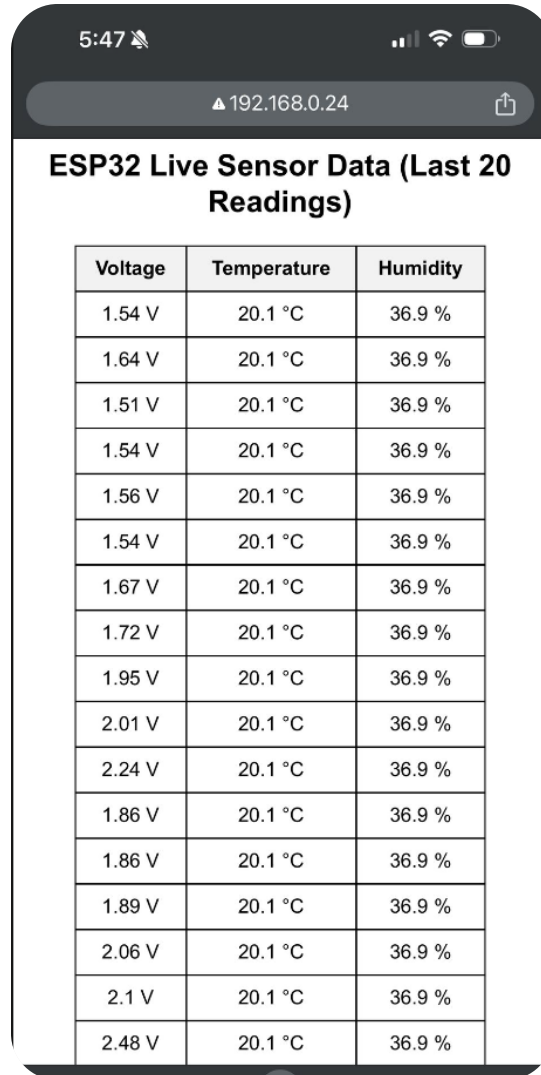 5:47
192.168.0.24
ESP32 Live Sensor Data (Last 20
Readings)
Voltage Temperature Humidity
1.54 V 20.1 °C 36.9 %
1.64 V 20.1 °C 36.9 %
1.51 V 20.1 °C 36.9 %
1.54 V 20.1 °C 36.9 %
1.56 V 20.1 °C 36.9 %
1.54 V 20.1 °C 36.9 %
1.67 V 20.1 °C 36.9 %
1.72 V 20.1 °C 36.9 %
1.95 V 20.1 °C 36.9 %
2.01 V 20.1 °C 36.9 %
2.24 V 20.1 °C 36.9 %
1.86 V 20.1 °C 36.9 %
1.86 V 20.1 °C 36.9 %
1.89 V 20.1 °C 36.9 %
2.06 V 20.1 °C 36.9 %
2.1 V 20.1 °C 36.9 %
2.48 V 20.1 °C 36.9 %